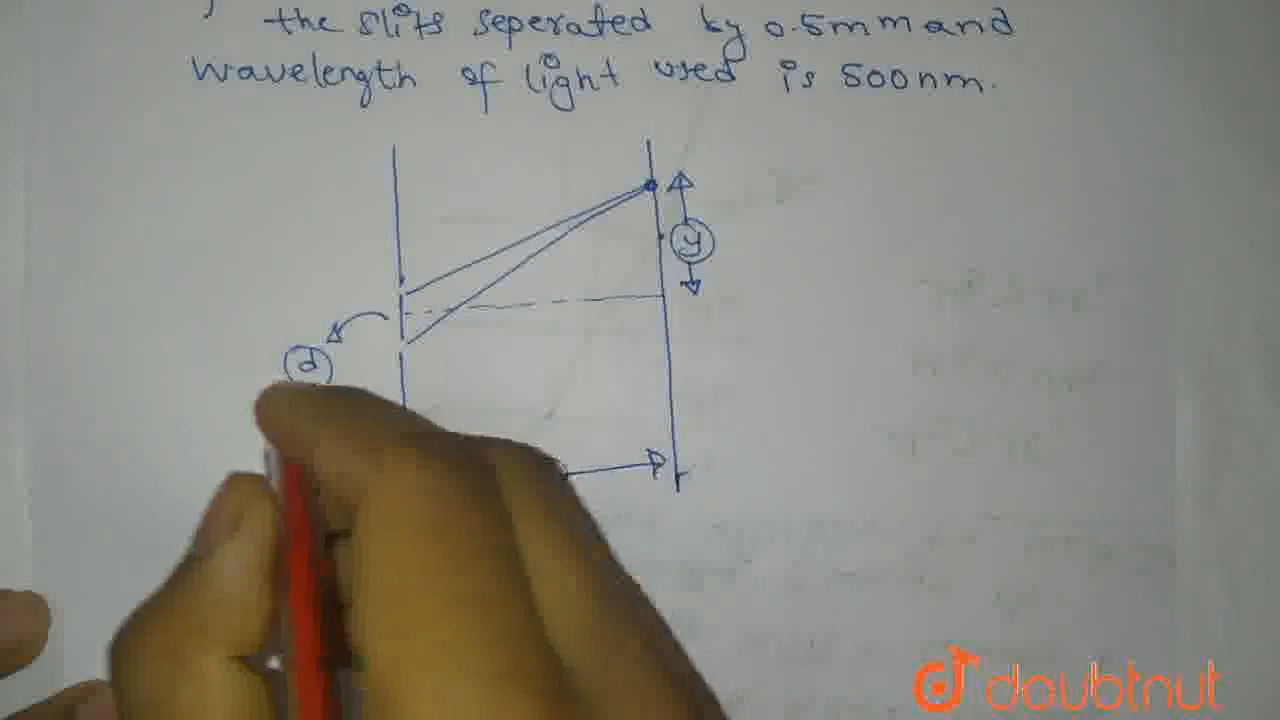 the slits seperated by 0.5mm and
wavelength of light used is 500nm.
y
d
doubtnut